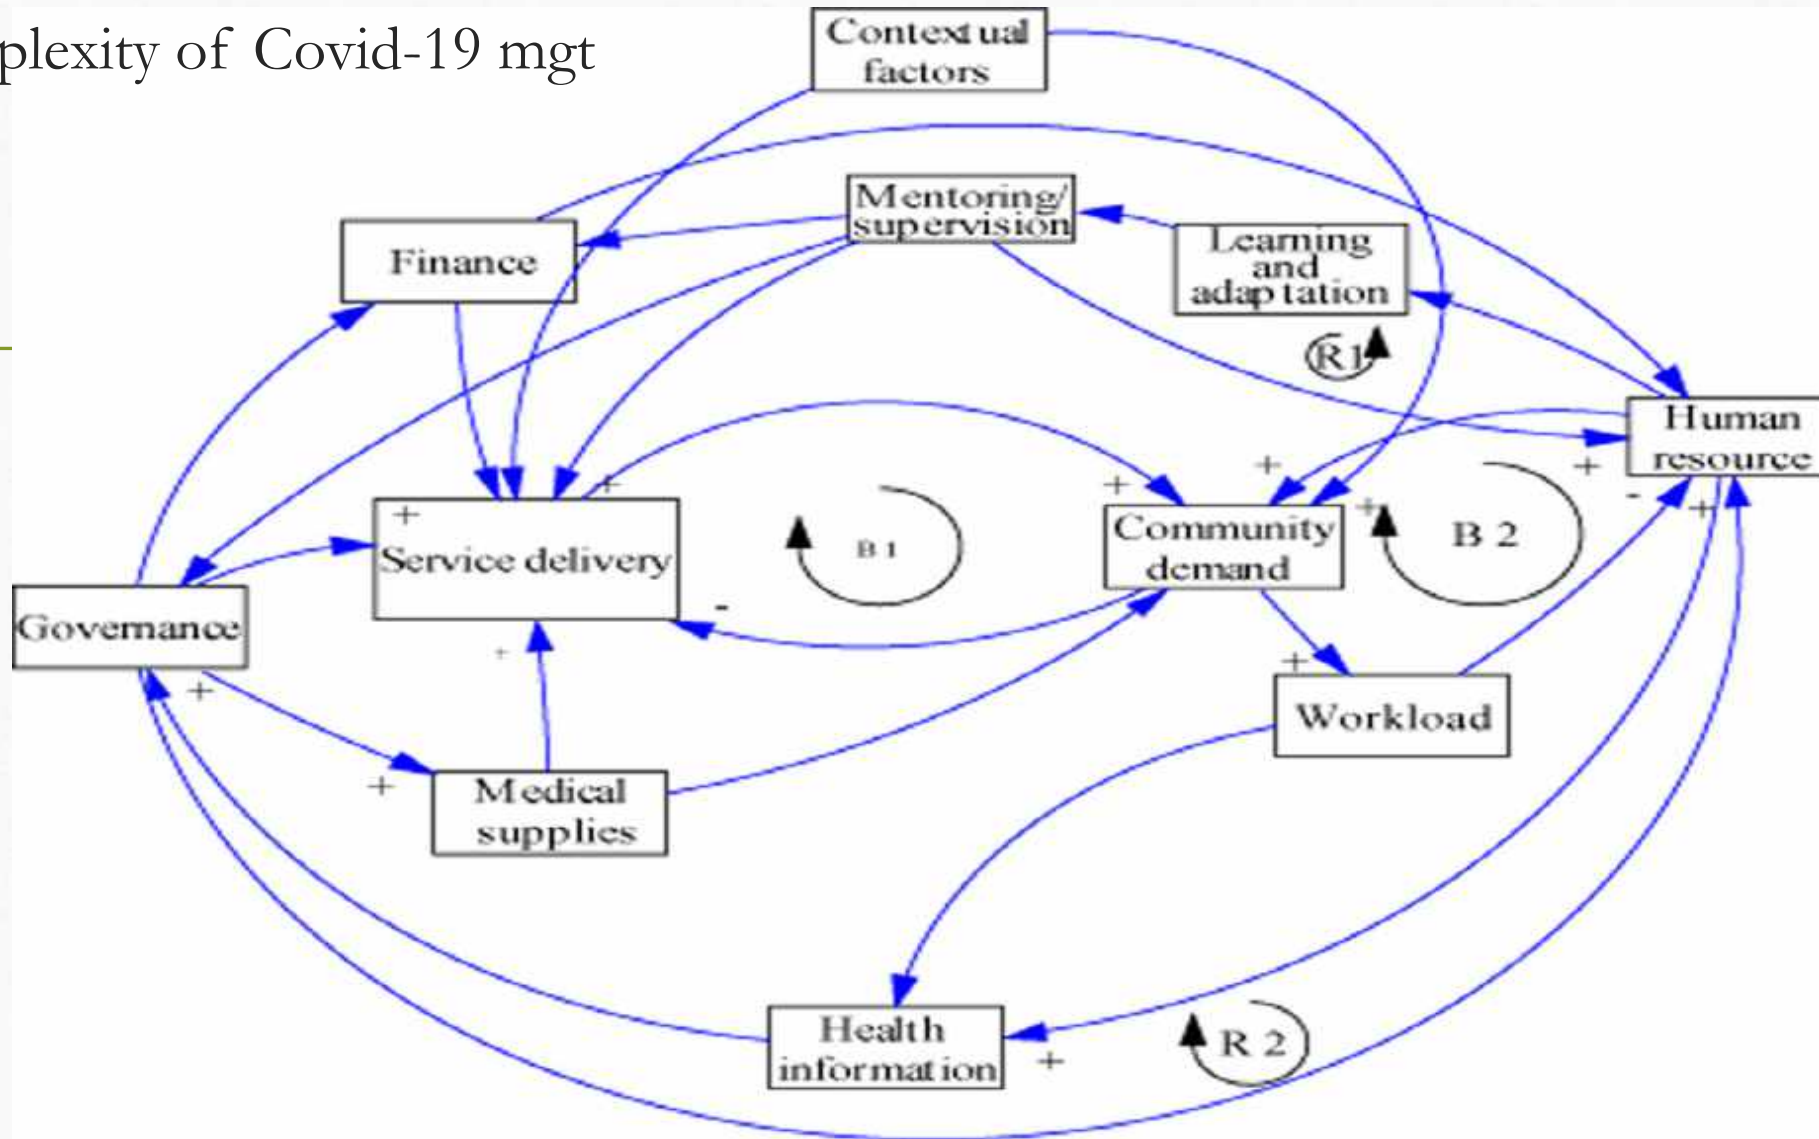 plexity of Covid-19 mgt
Contextual
factors
Mentoring/
supervision
Learning
and
adaptation
Finance
R1
Human
resource
+
+
+
+
-
+
+
+
Service delivery
B 1
Community
demand
B 2
Governance
-
+
+
+
Workload
+
Medical
supplies
Health
information
+
R 2